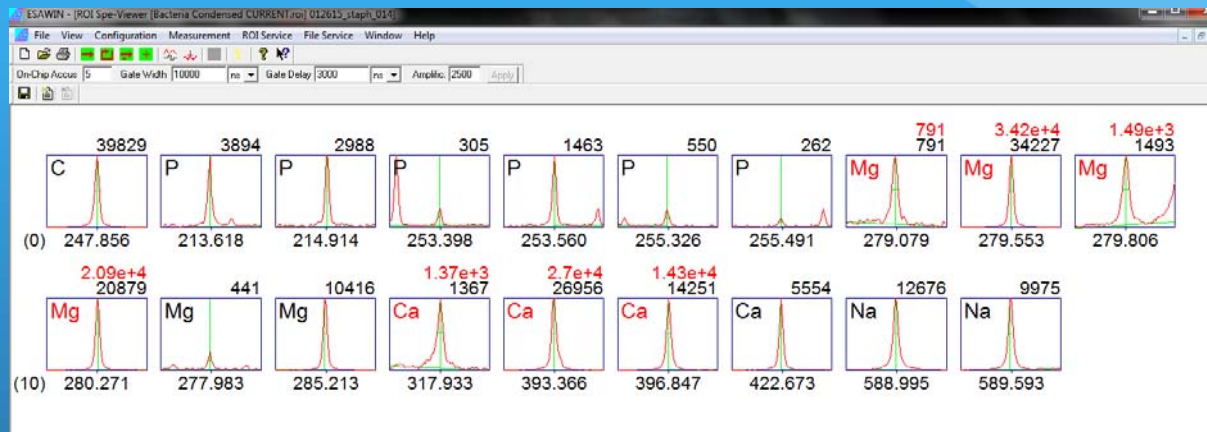 ESAWIN - [ROI Spe-Viewer [Bacteria Condensed CURRENT.roi] 012615_staph_014]
File View Configuration Measurement ROI Service File Service Window Help
On-Chip Accus 5 Gate Width 10000 ns Gate Delay 3000 ns Amplific. 2500 Apply
791 3.42e+4 1.49e+3
39829 3894 2988 305 1463 550 262 791 34227 1493
C P P P P P P Mg Mg Mg
(0) 247.856 213.618 214.914 253.398 253.560 255.326 255.491 279.079 279.553 279.806
2.09e+4 1.37e+3 2.7e+4 1.43e+4
20879 441 10416 1367 26956 14251 5554 12676 9975
Mg Mg Mg Ca Ca Ca Ca Na Na
(10) 280.271 277.983 285.213 317.933 393.366 396.847 422.673 588.995 589.593